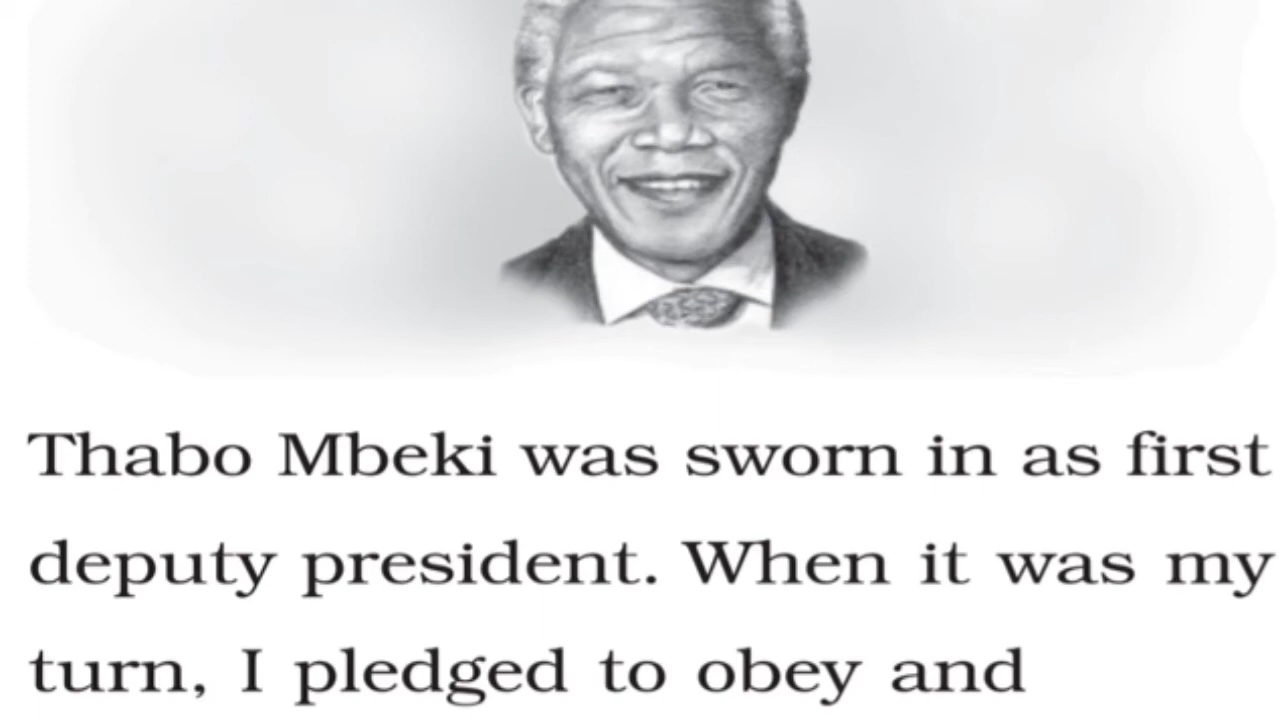 Thabo Mbeki was sworn in as first
deputy president. When it was my
turn, I pledged to obey and